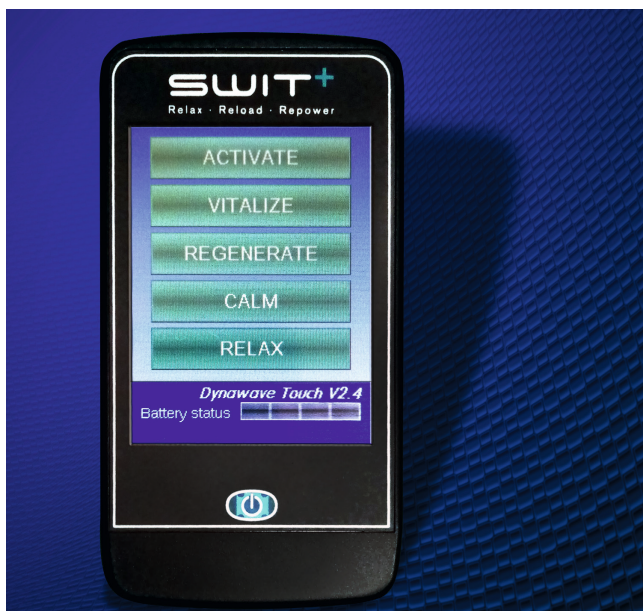 SWIT+
Relax · Reload · Repower
ACTIVATE
VITALIZE
REGENERATE
CALM
RELAX
Dynawave Touch V2.4
Battery status